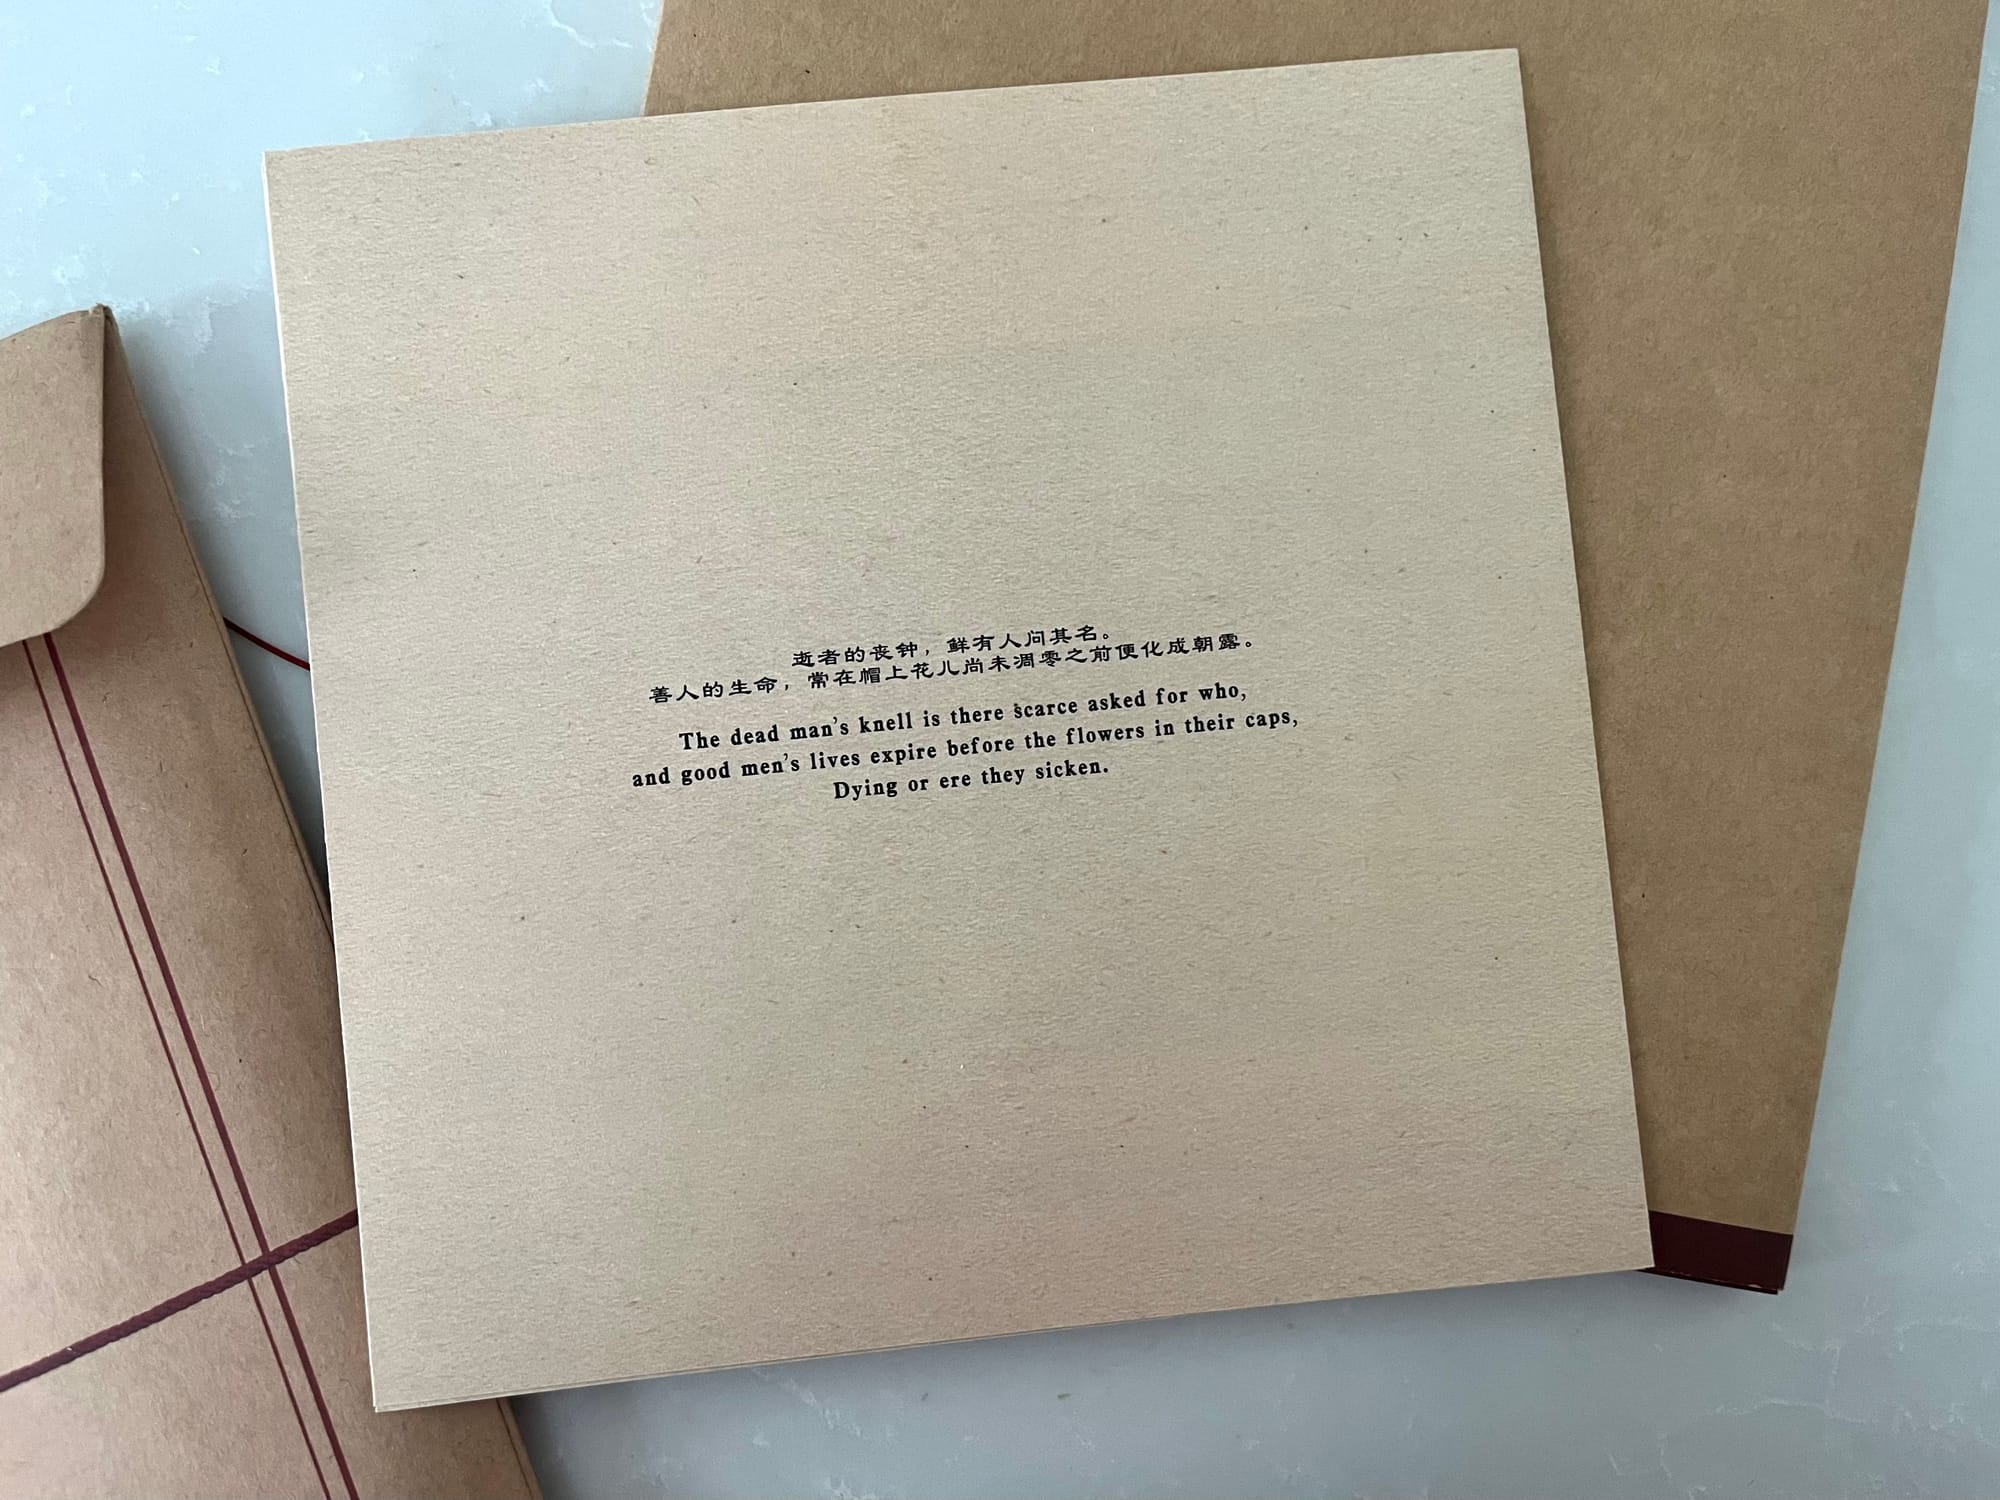 逝者的丧钟，鲜有人问其名。
善人的生命，常在帽上花儿尚未凋零之前便化成朝露。
The dead man's knell is there scarce asked for who,
and good men's lives expire before the flowers in their caps,
Dying or ere they sicken.